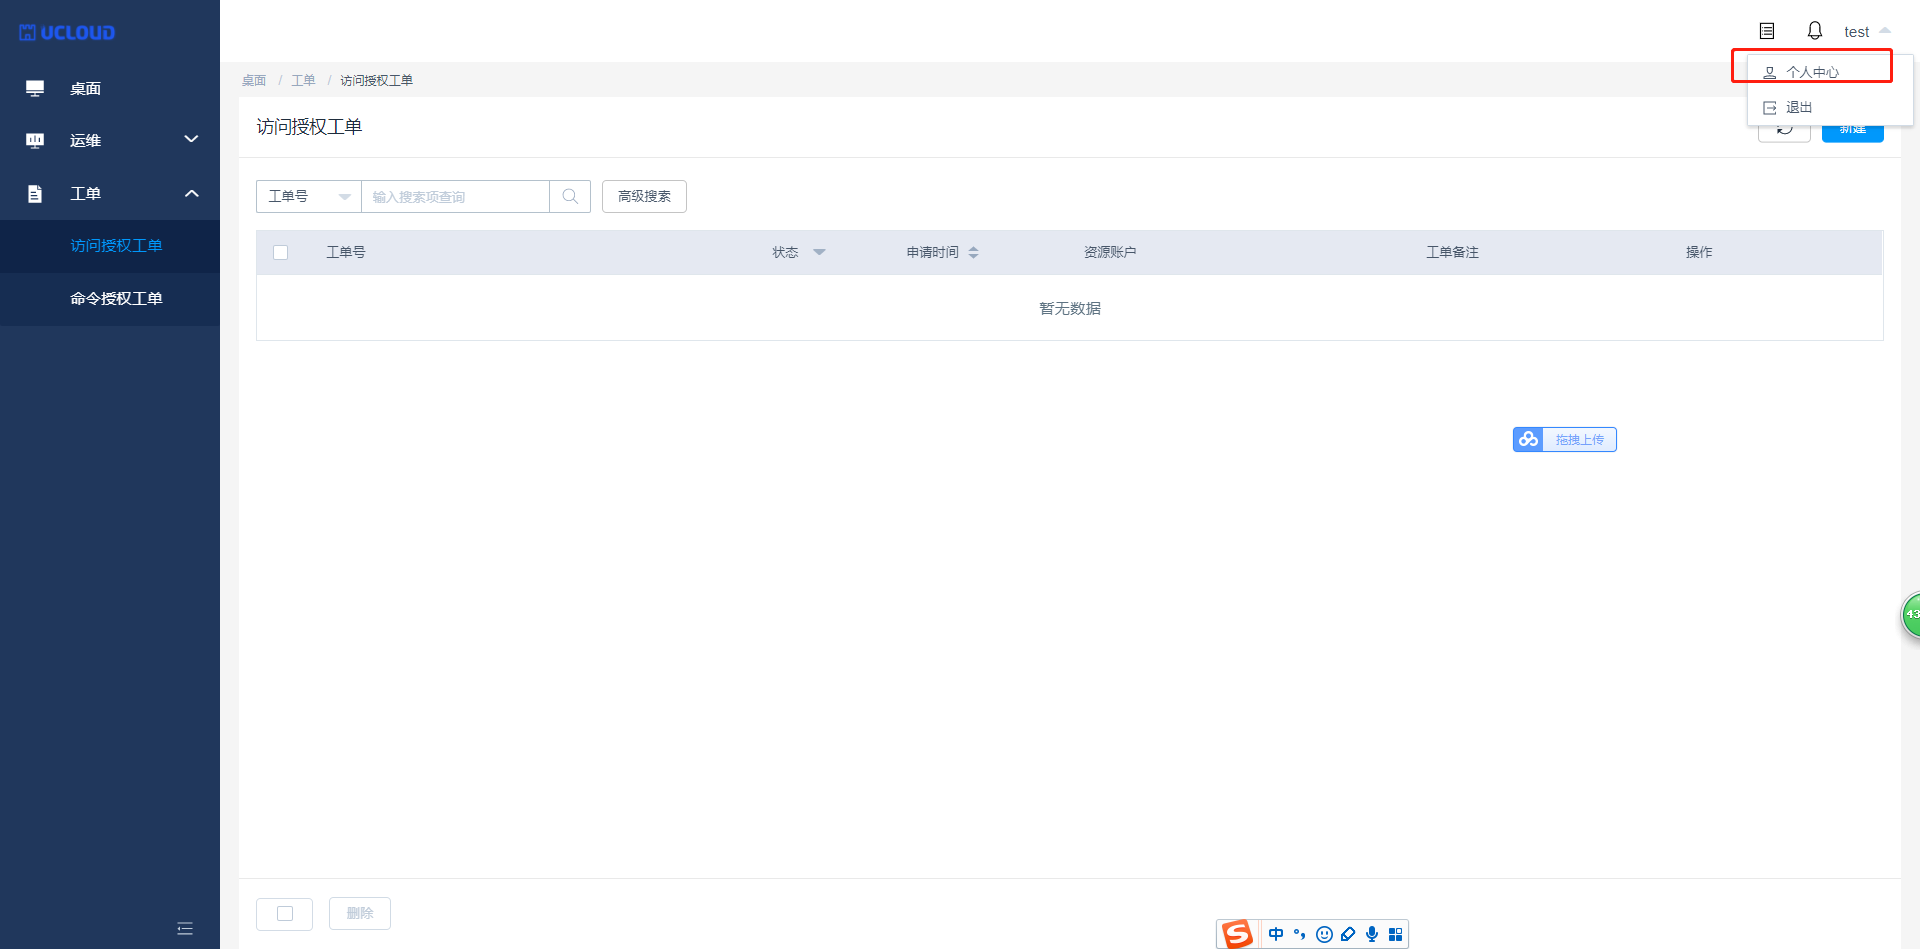 UCLOUD
test
个人中心
退出
桌面
运维
工单
访问授权工单
命令授权工单
桌面 / 工单 / 访问授权工单
访问授权工单
新建
工单号
输入搜索项查询
高级搜索
工单号 状态 申请时间 资源账户 工单备注 操作
暂无数据
拖拽上传
43
删除
S 中